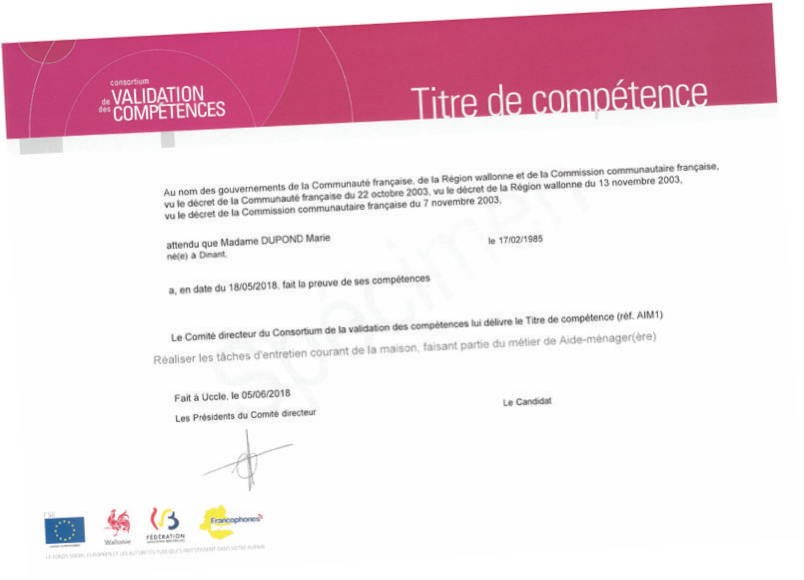 consortium
de VALIDATION
des COMPÉTENCES
Titre de compétence
Au nom des gouvernements de la Communauté française, de la Région wallonne et de la Commission communautaire française,
vu le décret de la Communauté française du 22 octobre 2003, vu le décret de la Région wallonne du 13 novembre 2003,
vu le décret de la Commission communautaire française du 7 novembre 2003,
attendu que Madame DUPOND Marie le 17/02/1985
né(e) à Dinant,
a, en date du 18/05/2018, fait la preuve de ses compétences
Le Comité directeur du Consortium de la validation des compétences lui délivre le Titre de compétence (réf. AIM1)
Réaliser les tâches d'entretien courant de la maison, faisant partie du métier de Aide-ménager(ère)
Fait à Uccle, le 05/06/2018
Les Présidents du Comité directeur
Le Candidat
Specimen
FSE
Wallonie
FÉDÉRATION
WALLONIE-BRUXELLES
Francophones
LE FONDS SOCIAL EUROPÉEN ET LES AUTORITÉS PUBLIQUES INVESTISSENT DANS VOTRE AVENIR